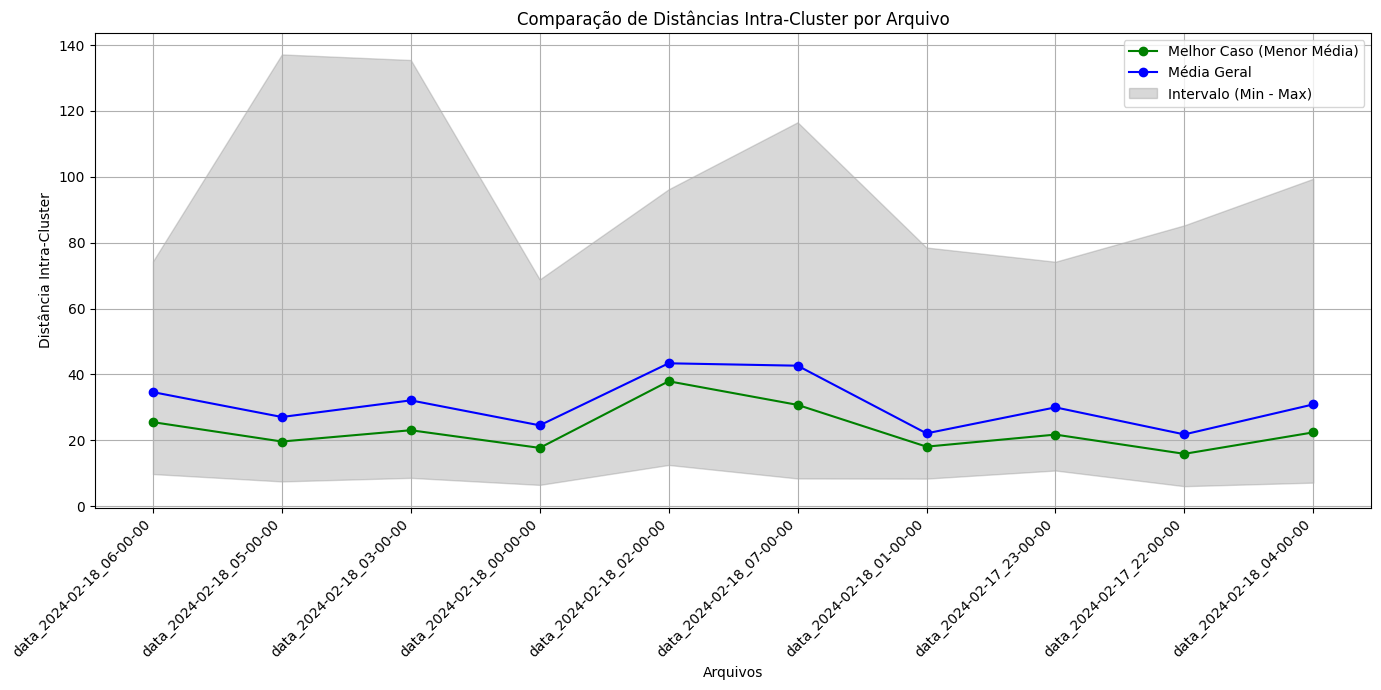 Comparação de Distâncias Intra-Cluster por Arquivo
Melhor Caso (Menor Média)
Média Geral
Intervalo (Min - Max)
Distância Intra-Cluster
140
120
100
80
60
40
20
0
data_2024-02-18_06-00-00
data_2024-02-18_05-00-00
data_2024-02-18_03-00-00
data_2024-02-18_00-00-00
data_2024-02-18_02-00-00
data_2024-02-18_07-00-00
data_2024-02-18_01-00-00
data_2024-02-17_23-00-00
data_2024-02-17_22-00-00
data_2024-02-18_04-00-00
Arquivos